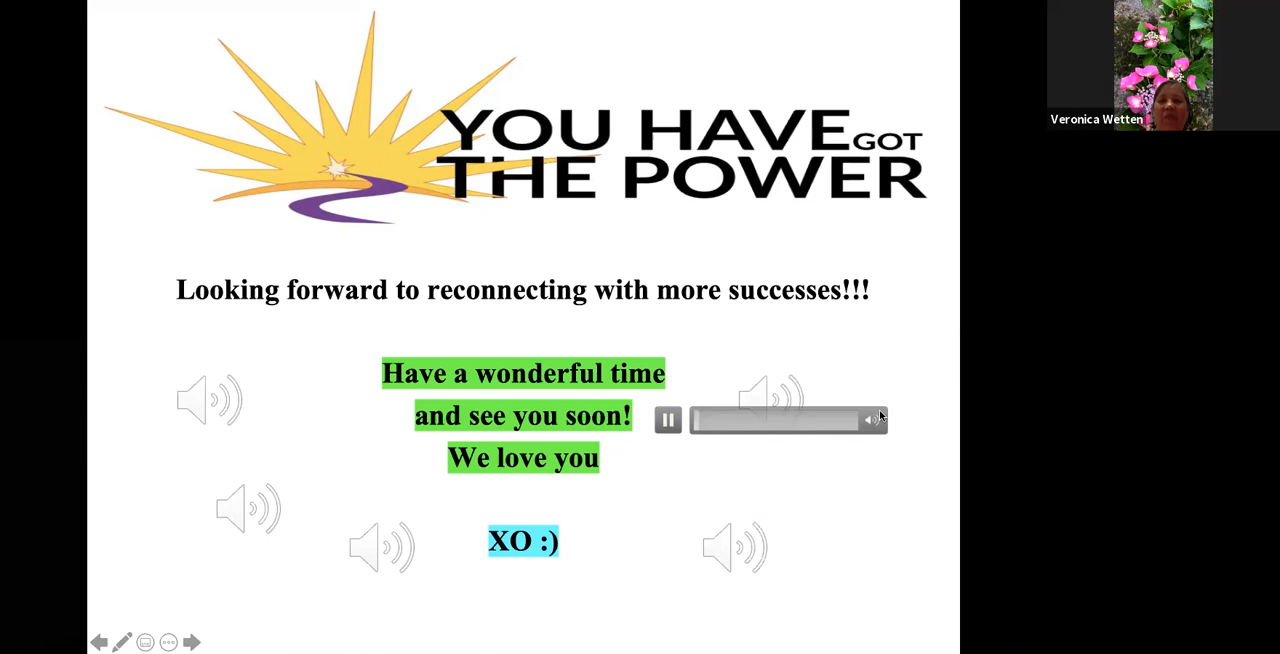 YOU HAVE GOT
THE POWER
Veronica Wetten
Looking forward to reconnecting with more successes!!!
Have a wonderful time
and see you soon!
We love you
XO :)